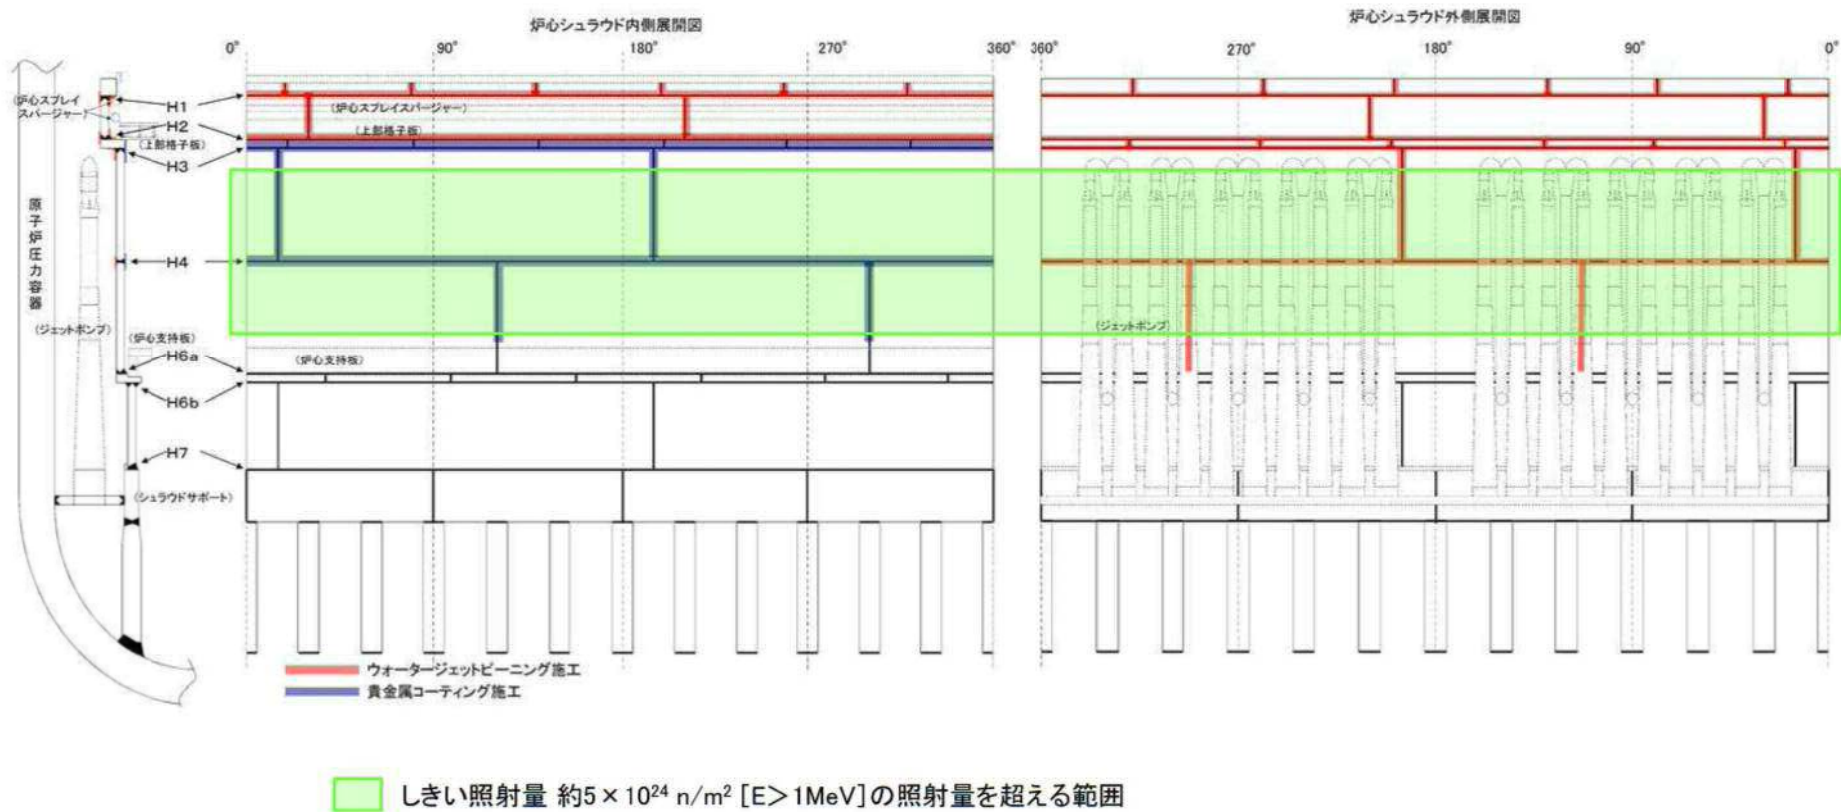 炉心シュラウド内側展開図
炉心シュラウド外側展開図
0°
90°
180°
270°
360°
360°
270°
180°
90°
0°
(炉心スプレイ
スパージャー)
H1
(炉心スプレイスパージャー)
H2
(上部格子板)
(上部格子板)
H3
原子炉圧力容器
H4
(ジェットポンプ)
(ジェットポンプ)
(炉心支持板)
H6a
(炉心支持板)
H6b
H7
(シュラウドサポート)
ウォータージェットピーニング施工
貴金属コーティング施工
しきい照射量 約5×10²⁴ n/m² [E>1MeV]の照射量を超える範囲